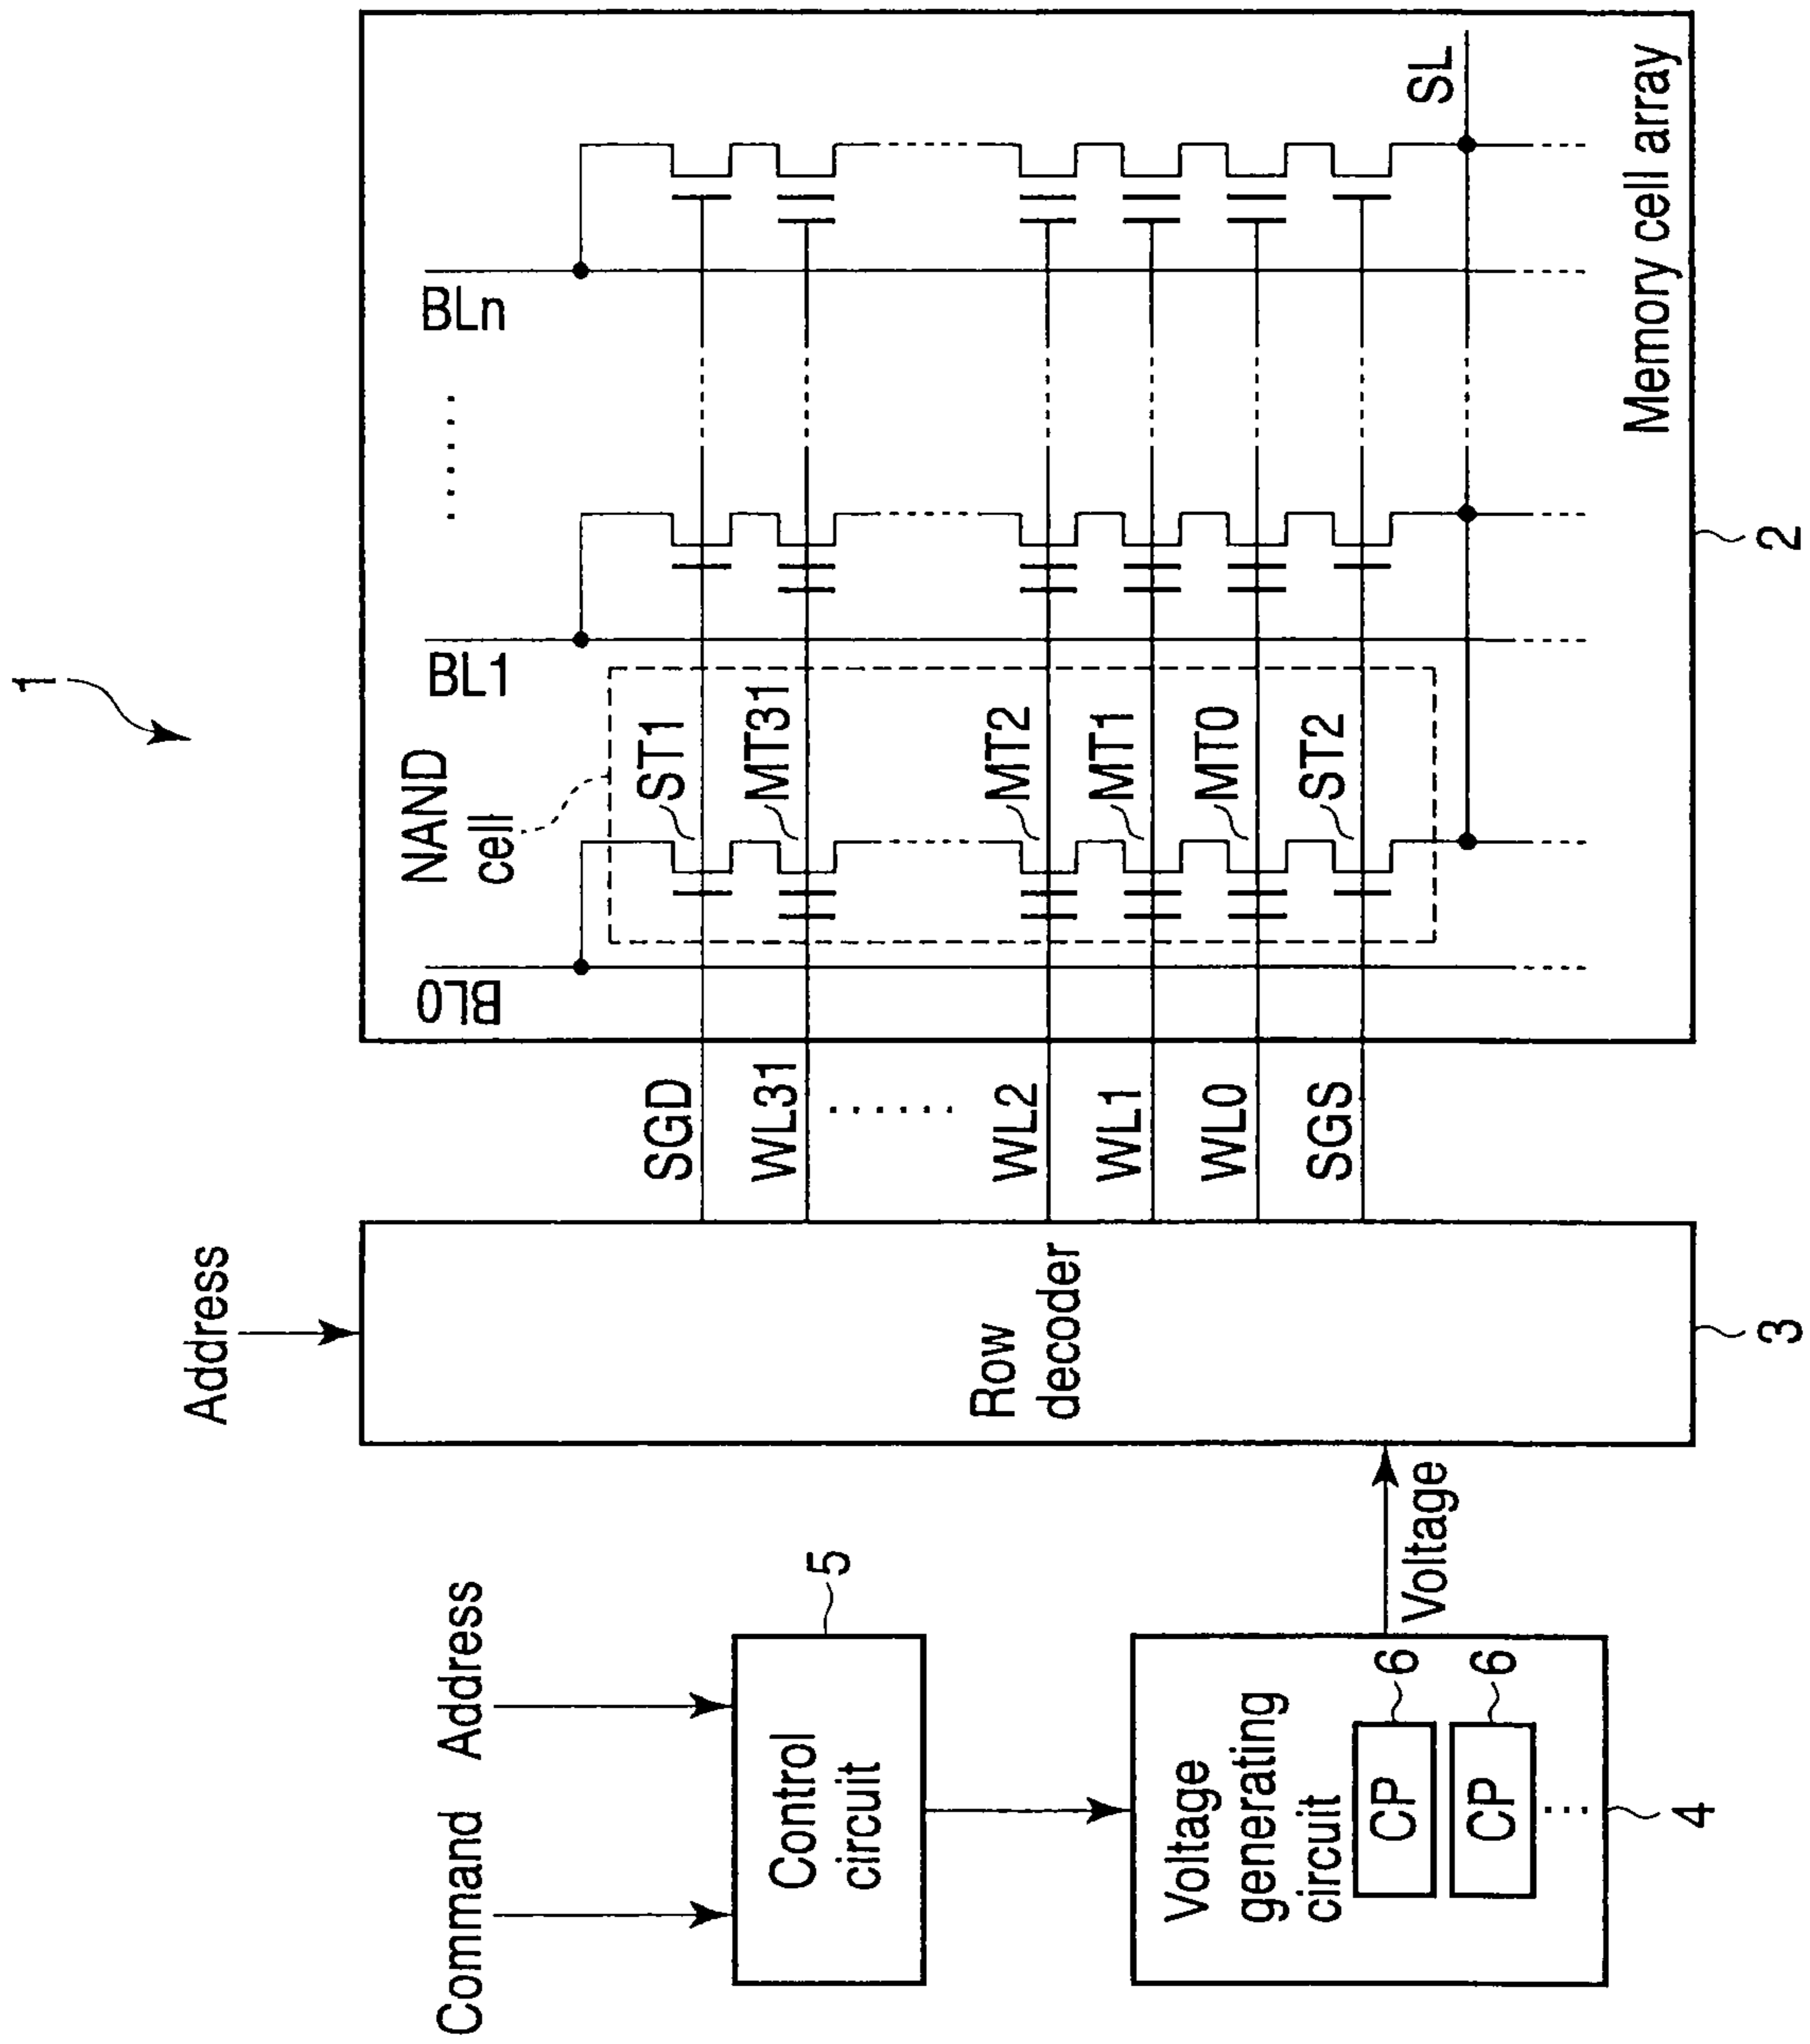 1
Command
Address
Control
circuit
5
Voltage
generating
circuit
CP
6
CP
6
4
Voltage
Address
Row
decoder
3
SGD
WL31
WL2
WL1
WL0
SGS
BL0
NAND
cell
ST1
MT31
MT2
MT1
MT0
ST2
BL1
BLn
SL
Memory cell array
2